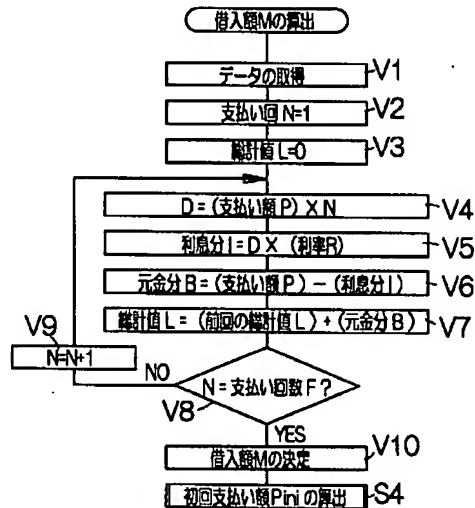 借入額Mの算出
データの取得 V1
支払い回 N=1 V2
総計値 L=0 V3
D=(支払い額P)×N V4
利息分I=D×(利率R) V5
元金分B=(支払い額P)-(利息分I) V6
総計値L=(前回の総計値L)+(元金分B) V7
V9
N=N+1
NO
N=支払い回数F?
V8
YES
借入額Mの決定 V10
初回支払い額Piniの算出 S4